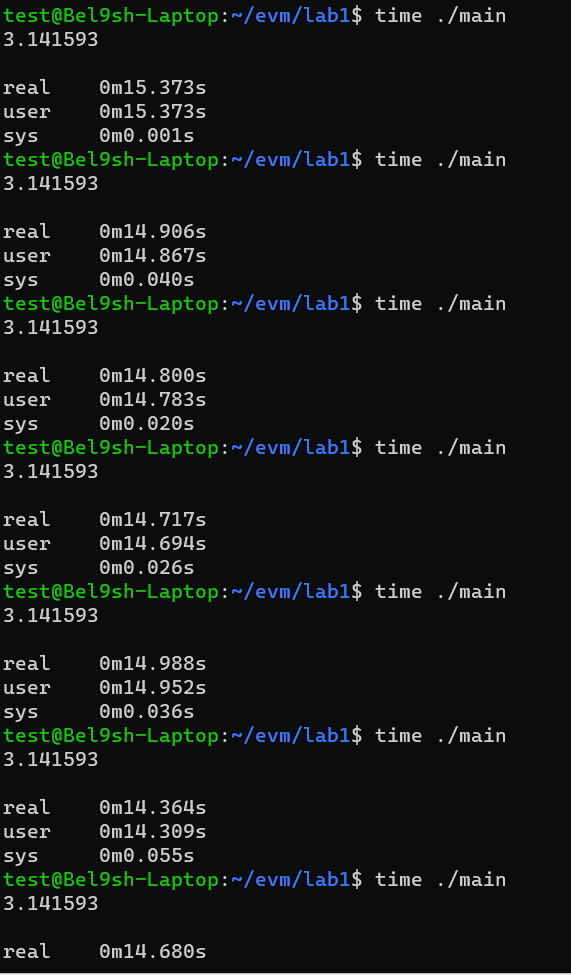 test@Bel9sh-Laptop:~/evm/lab1$ time ./main
3.141593
real 0m15.373s
user 0m15.373s
sys 0m0.001s
test@Bel9sh-Laptop:~/evm/lab1$ time ./main
3.141593
real 0m14.906s
user 0m14.867s
sys 0m0.040s
test@Bel9sh-Laptop:~/evm/lab1$ time ./main
3.141593
real 0m14.800s
user 0m14.783s
sys 0m0.020s
test@Bel9sh-Laptop:~/evm/lab1$ time ./main
3.141593
real 0m14.717s
user 0m14.694s
sys 0m0.026s
test@Bel9sh-Laptop:~/evm/lab1$ time ./main
3.141593
real 0m14.988s
user 0m14.952s
sys 0m0.036s
test@Bel9sh-Laptop:~/evm/lab1$ time ./main
3.141593
real 0m14.364s
user 0m14.309s
sys 0m0.055s
test@Bel9sh-Laptop:~/evm/lab1$ time ./main
3.141593
real 0m14.680s